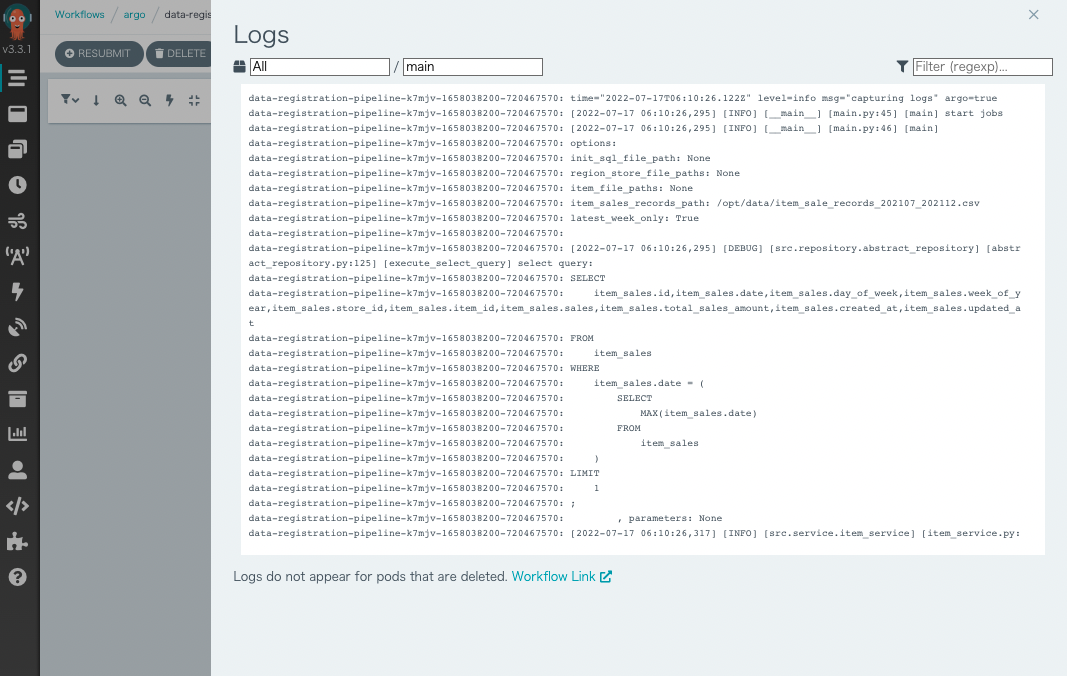 v3.3.1
Workflows / argo / data-regis
RESUBMIT DELETE
Logs
All / main Filter (regexp)...
data-registration-pipeline-k7mjv-1658038200-720467570: time="2022-07-17T06:10:26.122Z" level=info msg="capturing logs" argo=true
data-registration-pipeline-k7mjv-1658038200-720467570: [2022-07-17 06:10:26,295] [INFO] [__main__] [main.py:45] [main] start jobs
data-registration-pipeline-k7mjv-1658038200-720467570: [2022-07-17 06:10:26,295] [INFO] [__main__] [main.py:46] [main]
data-registration-pipeline-k7mjv-1658038200-720467570: options:
data-registration-pipeline-k7mjv-1658038200-720467570: init_sql_file_path: None
data-registration-pipeline-k7mjv-1658038200-720467570: region_store_file_paths: None
data-registration-pipeline-k7mjv-1658038200-720467570: item_file_paths: None
data-registration-pipeline-k7mjv-1658038200-720467570: item_sales_records_path: /opt/data/item_sale_records_202107_202112.csv
data-registration-pipeline-k7mjv-1658038200-720467570: latest_week_only: True
data-registration-pipeline-k7mjv-1658038200-720467570:
data-registration-pipeline-k7mjv-1658038200-720467570: [2022-07-17 06:10:26,295] [DEBUG] [src.repository.abstract_repository] [abstr
act_repository.py:125] [execute_select_query] select query:
data-registration-pipeline-k7mjv-1658038200-720467570: SELECT
data-registration-pipeline-k7mjv-1658038200-720467570:     item_sales.id,item_sales.date,item_sales.day_of_week,item_sales.week_of_y
ear,item_sales.store_id,item_sales.item_id,item_sales.sales,item_sales.total_sales_amount,item_sales.created_at,item_sales.updated_a
t
data-registration-pipeline-k7mjv-1658038200-720467570: FROM
data-registration-pipeline-k7mjv-1658038200-720467570:     item_sales
data-registration-pipeline-k7mjv-1658038200-720467570: WHERE
data-registration-pipeline-k7mjv-1658038200-720467570:     item_sales.date = (
data-registration-pipeline-k7mjv-1658038200-720467570:         SELECT
data-registration-pipeline-k7mjv-1658038200-720467570:             MAX(item_sales.date)
data-registration-pipeline-k7mjv-1658038200-720467570:         FROM
data-registration-pipeline-k7mjv-1658038200-720467570:             item_sales
data-registration-pipeline-k7mjv-1658038200-720467570:     )
data-registration-pipeline-k7mjv-1658038200-720467570: LIMIT
data-registration-pipeline-k7mjv-1658038200-720467570:     1
data-registration-pipeline-k7mjv-1658038200-720467570: ;
data-registration-pipeline-k7mjv-1658038200-720467570:         , parameters: None
data-registration-pipeline-k7mjv-1658038200-720467570: [2022-07-17 06:10:26,317] [INFO] [src.service.item_service] [item_service.py:
Logs do not appear for pods that are deleted. Workflow Link